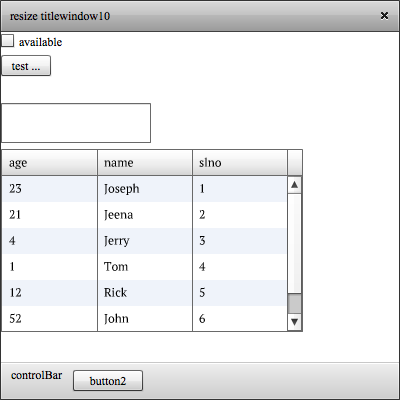 resize titlewindow10
available
test ...
age name slno
23 Joseph 1
21 Jeena 2
4 Jerry 3
1 Tom 4
12 Rick 5
52 John 6
controlBar button2